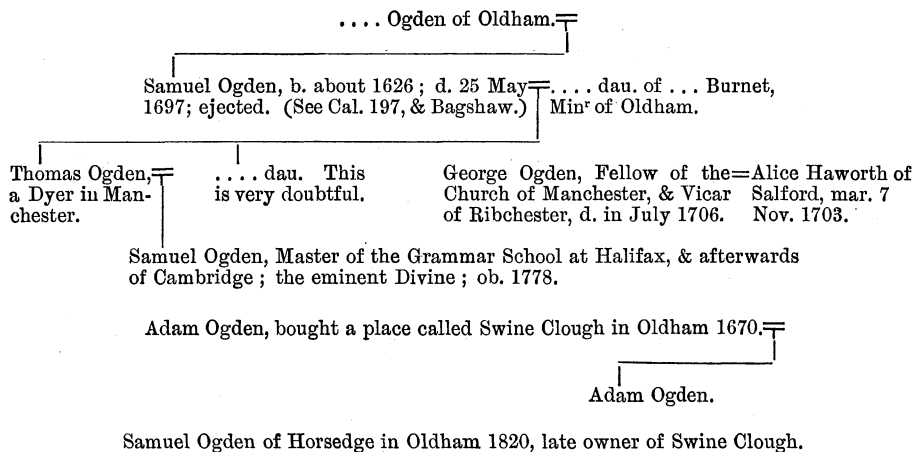 .... Ogden of Oldham.
Samuel Ogden, b. about 1626 ; d. 25 May
1697; ejected. (See Cal. 197, & Bagshaw.)
.... dau. of ... Burnet,
Minr of Oldham.
Thomas Ogden,
a Dyer in Man-
chester.
.... dau. This
is very doubtful.
George Ogden, Fellow of the
Church of Manchester, & Vicar
of Ribchester, d. in July 1706.
=Alice Haworth of
Salford, mar. 7
Nov. 1703.
Samuel Ogden, Master of the Grammar School at Halifax, & afterwards
of Cambridge ; the eminent Divine ; ob. 1778.
Adam Ogden, bought a place called Swine Clough in Oldham 1670.
Adam Ogden.
Samuel Ogden of Horsedge in Oldham 1820, late owner of Swine Clough.